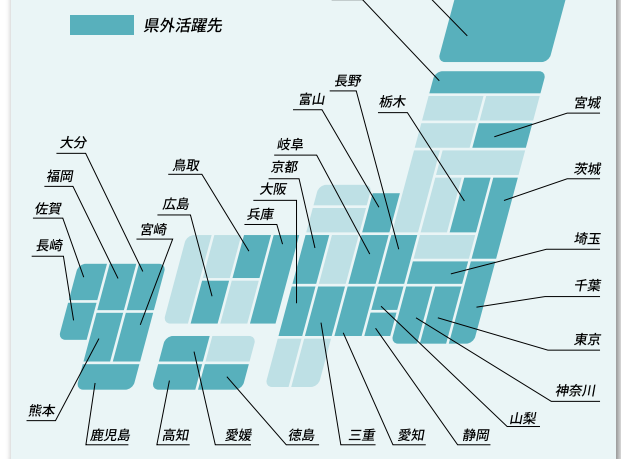 県外活躍先
長野
富山
栃木
宮城
大分
岐阜
鳥取
京都
茨城
福岡
大阪
広島
佐賀
兵庫
宮崎
長崎
埼玉
千葉
東京
神奈川
熊本
山梨
鹿児島
高知
愛媛
徳島
三重
愛知
静岡